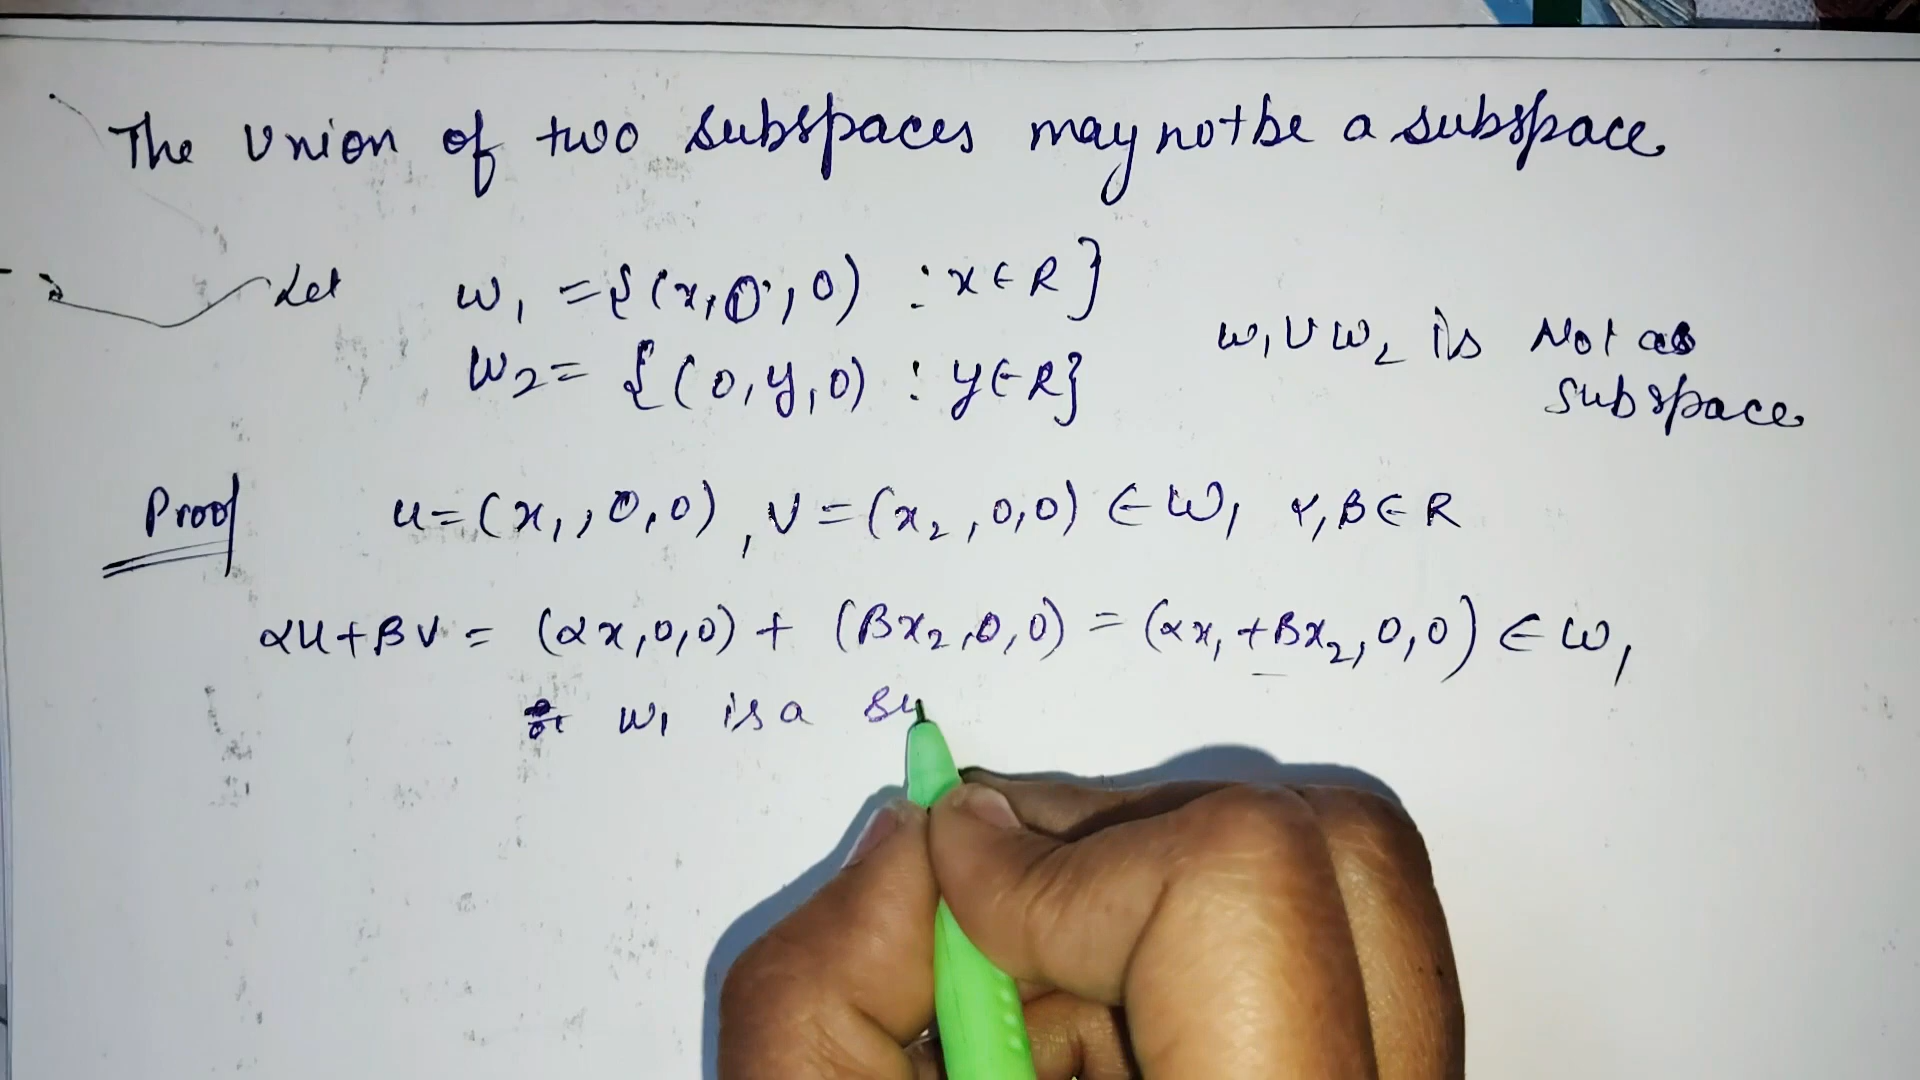 The Union of two subspaces may not be a subspace
Let W₁ = {(x, 0, 0) : x ∈ R}
W₂ = {(0, y, 0) : y ∈ R}
W₁ ∪ W₂ is Not a
subspace
Proof u = (x₁, 0, 0), v = (x₂, 0, 0) ∈ W₁ α, β ∈ R
αu + βv = (αx, 0, 0) + (βx₂, 0, 0) = (αx₁ + βx₂, 0, 0) ∈ W₁
W₁ is a su